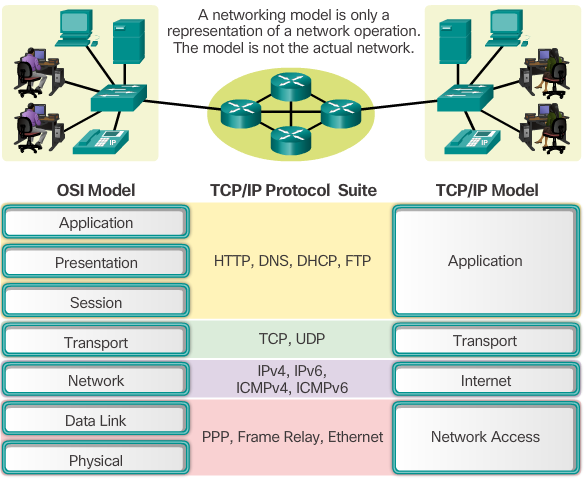 A networking model is only a
representation of a network operation.
The model is not the actual network.
IP
IP
OSI Model
TCP/IP Protocol Suite
TCP/IP Model
Application
Presentation
Session
HTTP, DNS, DHCP, FTP
Application
Transport
TCP, UDP
Transport
Network
IPv4, IPv6,
ICMPv4, ICMPv6
Internet
Data Link
Physical
PPP, Frame Relay, Ethernet
Network Access